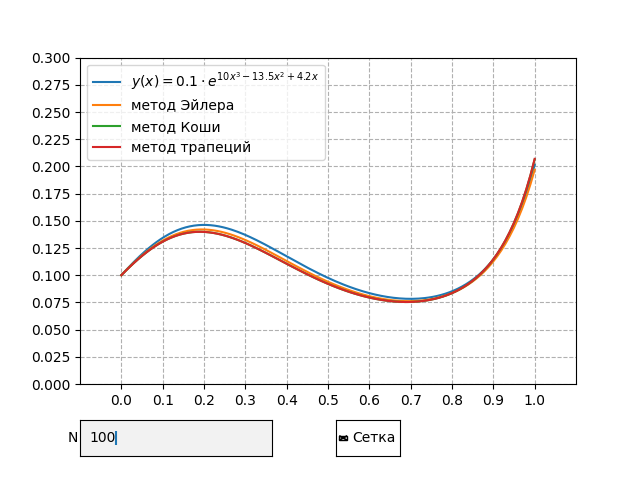 0.300
0.275
0.250
0.225
0.200
0.175
0.150
0.125
0.100
0.075
0.050
0.025
0.000
y(x) = 0.1 · e^{10x³ − 13.5x² + 4.2x}
метод Эйлера
метод Коши
метод трапеций
0.0 0.1 0.2 0.3 0.4 0.5 0.6 0.7 0.8 0.9 1.0
N 100
Сетка